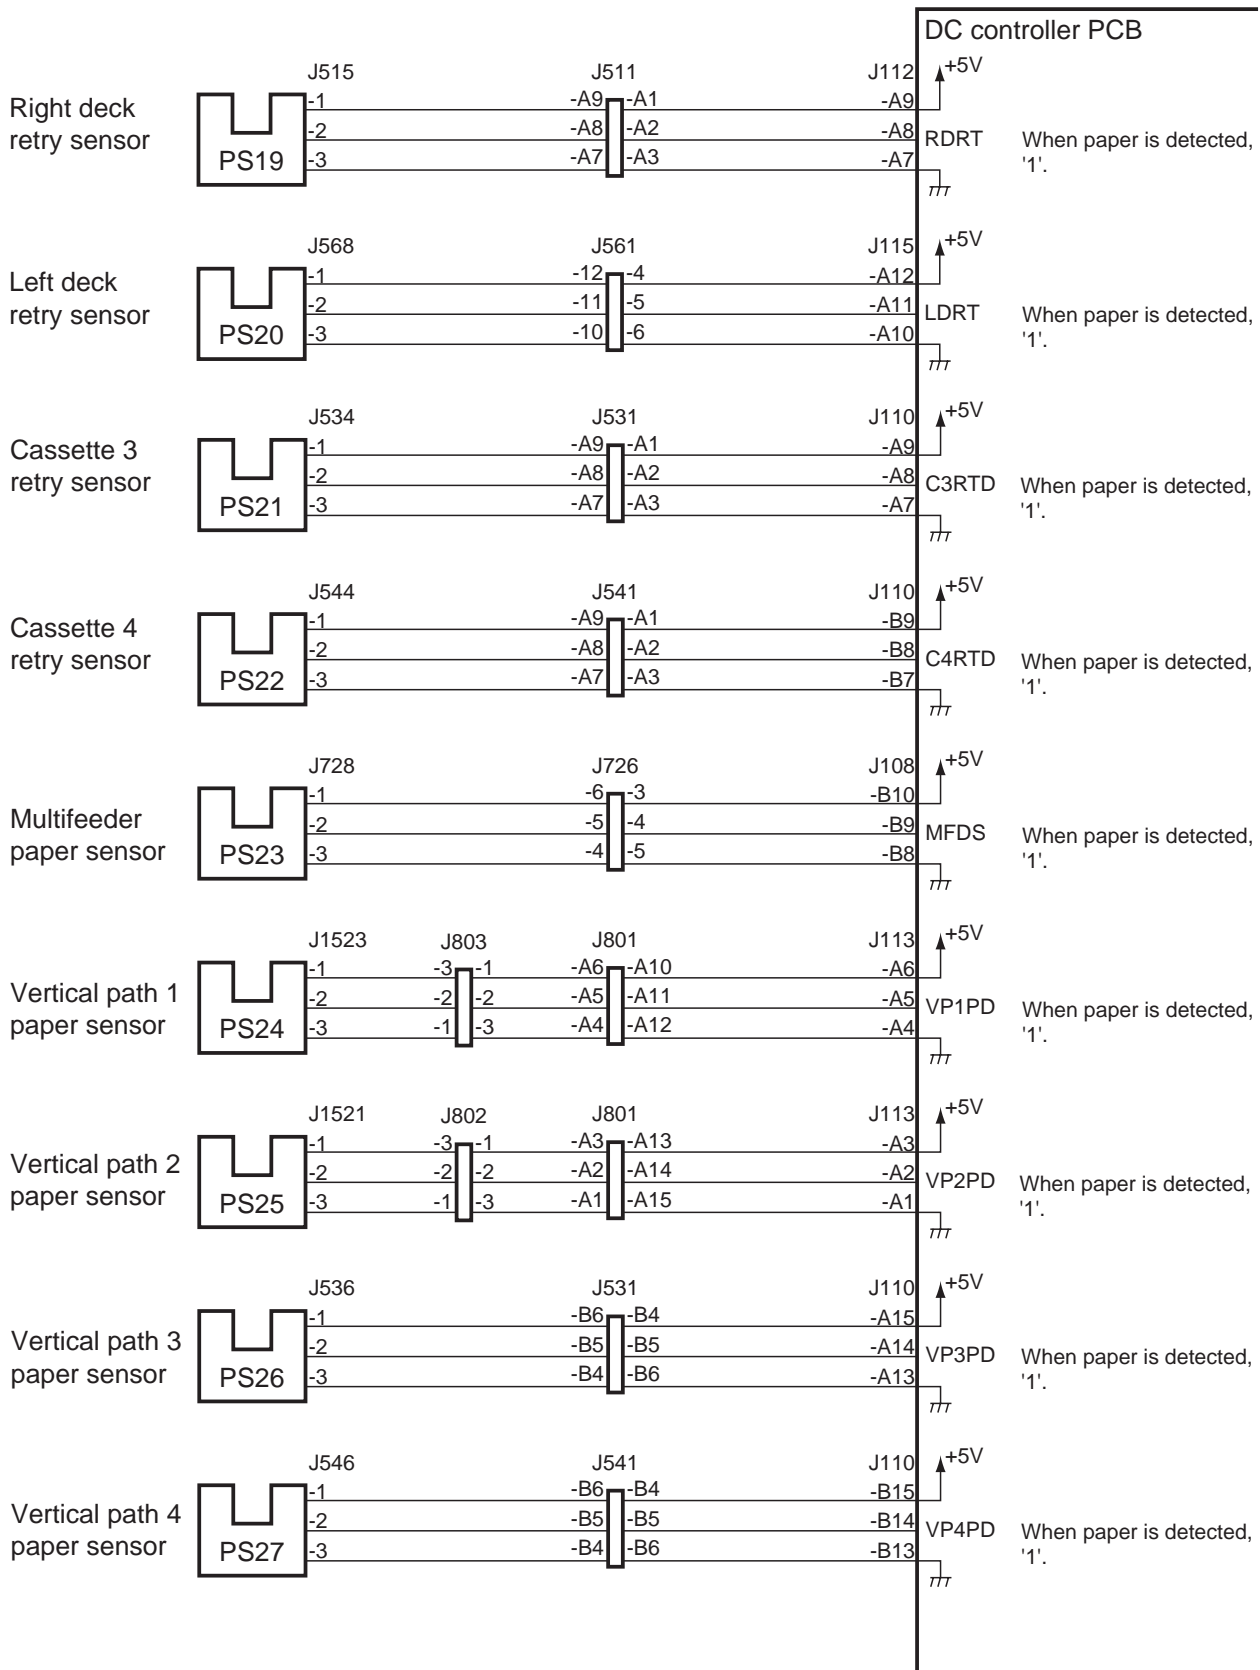 DC controller PCB
J515 J511 J112 +5V
Right deck
retry sensor
PS19
-1 -A9 -A1 -A9
-2 -A8 -A2 -A8 RDRT
-3 -A7 -A3 -A7
When paper is detected,
'1'.
J568 J561 J115 +5V
Left deck
retry sensor
PS20
-1 -12 -4 -A12
-2 -11 -5 -A11 LDRT
-3 -10 -6 -A10
When paper is detected,
'1'.
J534 J531 J110 +5V
Cassette 3
retry sensor
PS21
-1 -A9 -A1 -A9
-2 -A8 -A2 -A8 C3RTD
-3 -A7 -A3 -A7
When paper is detected,
'1'.
J544 J541 J110 +5V
Cassette 4
retry sensor
PS22
-1 -A9 -A1 -B9
-2 -A8 -A2 -B8 C4RTD
-3 -A7 -A3 -B7
When paper is detected,
'1'.
J728 J726 J108 +5V
Multifeeder
paper sensor
PS23
-1 -6 -3 -B10
-2 -5 -4 -B9 MFDS
-3 -4 -5 -B8
When paper is detected,
'1'.
J1523 J803 J801 J113 +5V
Vertical path 1
paper sensor
PS24
-1 -3 -1 -A6 -A10 -A6
-2 -2 -2 -A5 -A11 -A5 VP1PD
-3 -1 -3 -A4 -A12 -A4
When paper is detected,
'1'.
J1521 J802 J801 J113 +5V
Vertical path 2
paper sensor
PS25
-1 -3 -1 -A3 -A13 -A3
-2 -2 -2 -A2 -A14 -A2 VP2PD
-3 -1 -3 -A1 -A15 -A1
When paper is detected,
'1'.
J536 J531 J110 +5V
Vertical path 3
paper sensor
PS26
-1 -B6 -B4 -A15
-2 -B5 -B5 -A14 VP3PD
-3 -B4 -B6 -A13
When paper is detected,
'1'.
J546 J541 J110 +5V
Vertical path 4
paper sensor
PS27
-1 -B6 -B4 -B15
-2 -B5 -B5 -B14 VP4PD
-3 -B4 -B6 -B13
When paper is detected,
'1'.